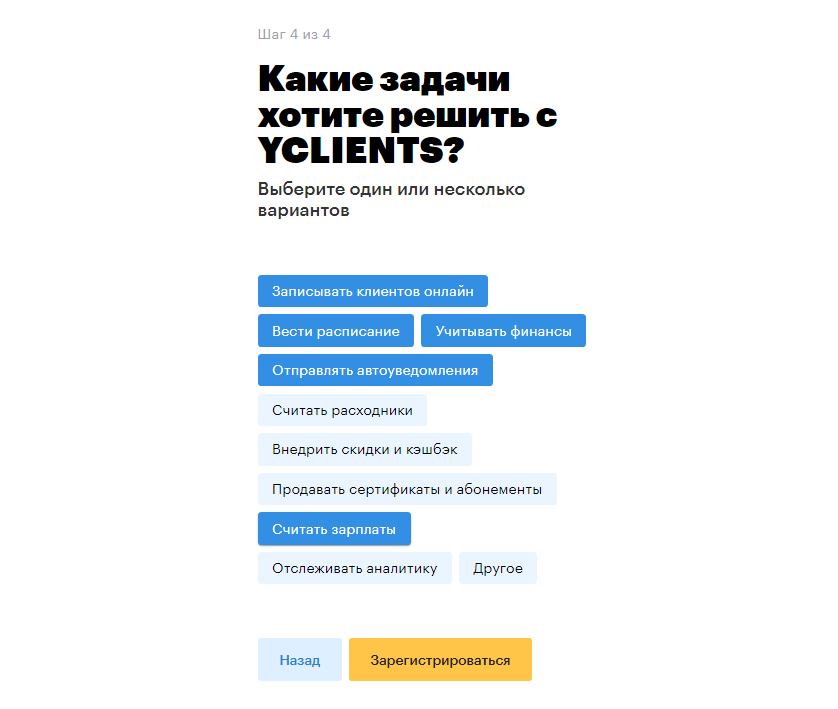 Шаг 4 из 4
Какие задачи
хотите решить с
YCLIENTS?
Выберите один или несколько
вариантов
Записывать клиентов онлайн
Вести расписание Учитывать финансы
Отправлять автоуведомления
Считать расходники
Внедрить скидки и кэшбэк
Продавать сертификаты и абонементы
Считать зарплаты
Отслеживать аналитику Другое
Назад Зарегистрироваться